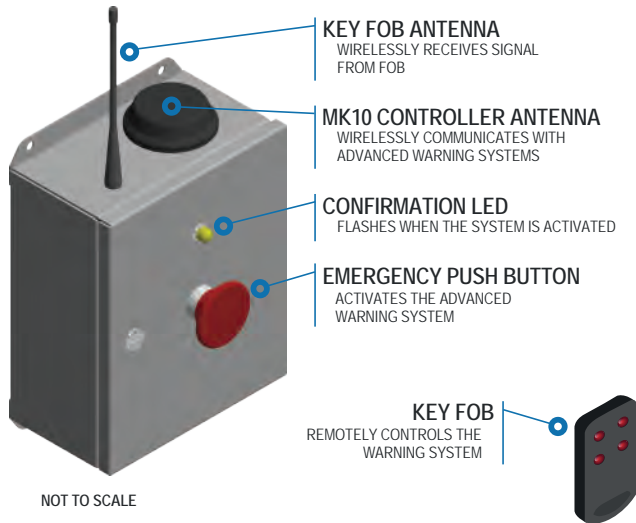 KEY FOB ANTENNA
WIRELESSLY RECEIVES SIGNAL
FROM FOB
MK10 CONTROLLER ANTENNA
WIRELESSLY COMMUNICATES WITH
ADVANCED WARNING SYSTEMS
CONFIRMATION LED
FLASHES WHEN THE SYSTEM IS ACTIVATED
EMERGENCY PUSH BUTTON
ACTIVATES THE ADVANCED
WARNING SYSTEM
KEY FOB
REMOTELY CONTROLS THE
WARNING SYSTEM
NOT TO SCALE